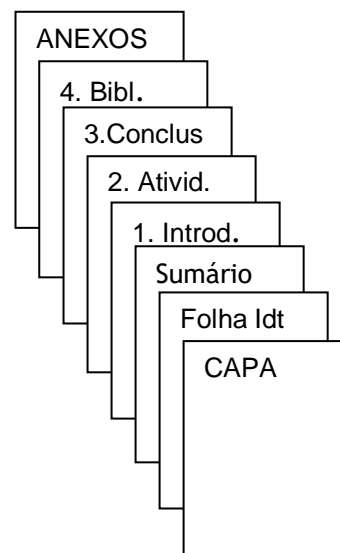 ANEXOS
4. Bibl.
3.Conclus
2. Ativid.
1. Introd.
Sumário
Folha Idt
CAPA